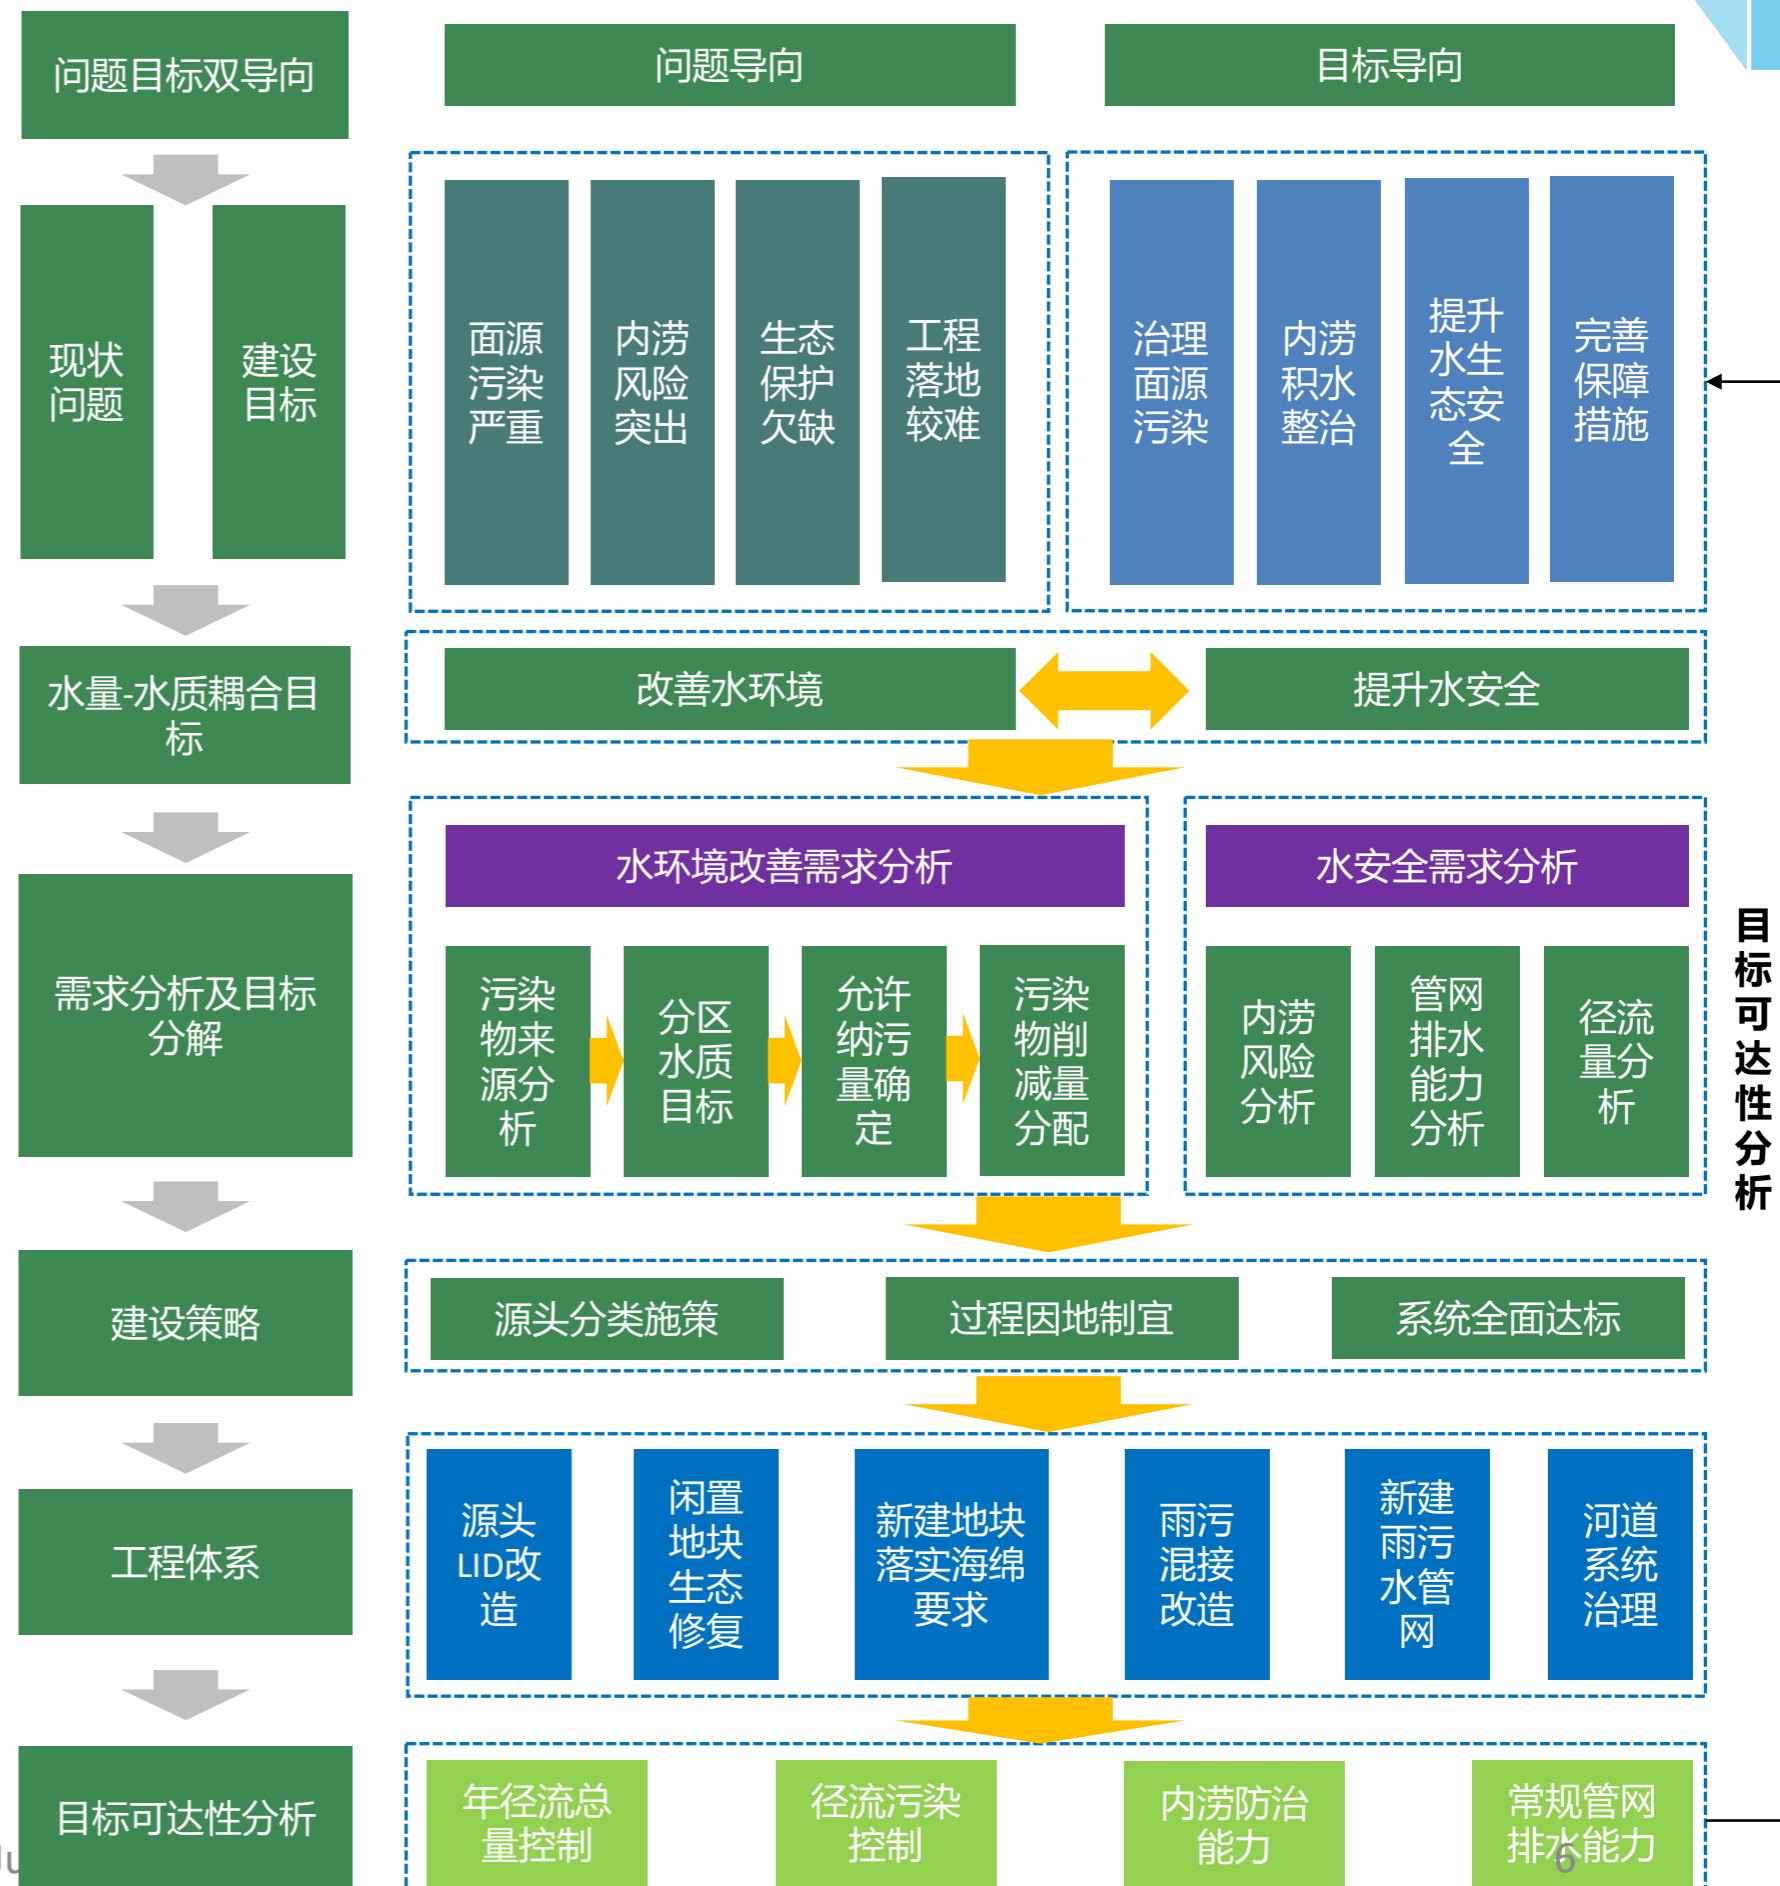 问题目标双导向
问题导向
目标导向
现状
问题
建设
目标
面源
污染
严重
内涝
风险
突出
生态
保护
欠缺
工程
落地
较难
治理
面源
污染
内涝
积水
整治
提升
水生
态安
全
完善
保障
措施
水量-水质耦合目
标
改善水环境
提升水安全
需求分析及目标
分解
水环境改善需求分析
水安全需求分析
污染
物来
源分
析
分区
水质
目标
允许
纳污
量确
定
污染
物削
减量
分配
内涝
风险
分析
管网
排水
能力
分析
径流
量分
析
目
标
可
达
性
分
析
建设策略
源头分类施策
过程因地制宜
系统全面达标
工程体系
源头
LID改
造
闲置
地块
生态
修复
新建地块
落实海绵
要求
雨污
混接
改造
新建
雨污
水管
网
河道
系统
治理
目标可达性分析
年径流总
量控制
径流污染
控制
内涝防治
能力
常规管网
排水能力
6